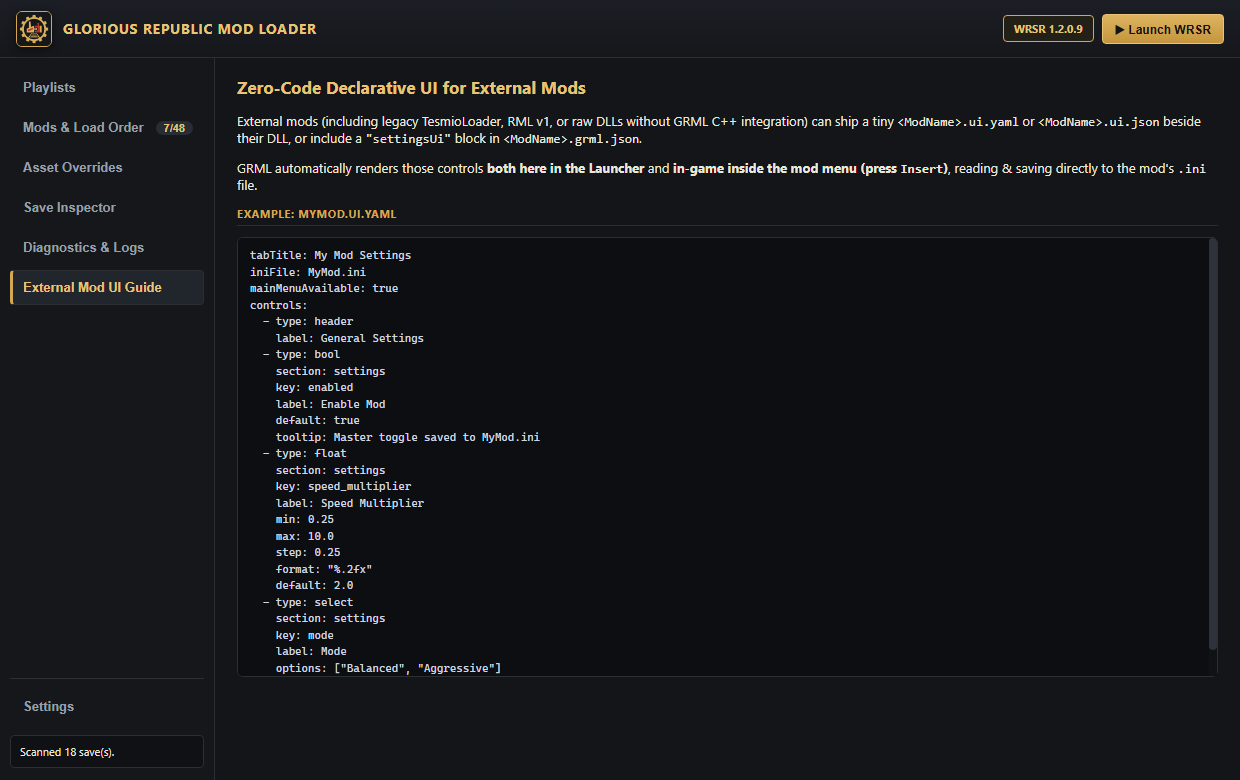 GLORIOUS REPUBLIC MOD LOADER
WRSR 1.2.0.9
▶ Launch WRSR
Playlists
Mods & Load Order 7/48
Asset Overrides
Save Inspector
Diagnostics & Logs
External Mod UI Guide
Settings
Scanned 18 save(s).
Zero-Code Declarative UI for External Mods
External mods (including legacy TesmioLoader, RML v1, or raw DLLs without GRML C++ integration) can ship a tiny <ModName>.ui.yaml or <ModName>.ui.json beside
their DLL, or include a "settingsUi" block in <ModName>.grml.json.
GRML automatically renders those controls both here in the Launcher and in-game inside the mod menu (press Insert), reading & saving directly to the mod's .ini
file.
EXAMPLE: MYMOD.UI.YAML
tabTitle: My Mod Settings
iniFile: MyMod.ini
mainMenuAvailable: true
controls:
  - type: header
    label: General Settings
  - type: bool
    section: settings
    key: enabled
    label: Enable Mod
    default: true
    tooltip: Master toggle saved to MyMod.ini
  - type: float
    section: settings
    key: speed_multiplier
    label: Speed Multiplier
    min: 0.25
    max: 10.0
    step: 0.25
    format: "%.2fx"
    default: 2.0
  - type: select
    section: settings
    key: mode
    label: Mode
    options: ["Balanced", "Aggressive"]